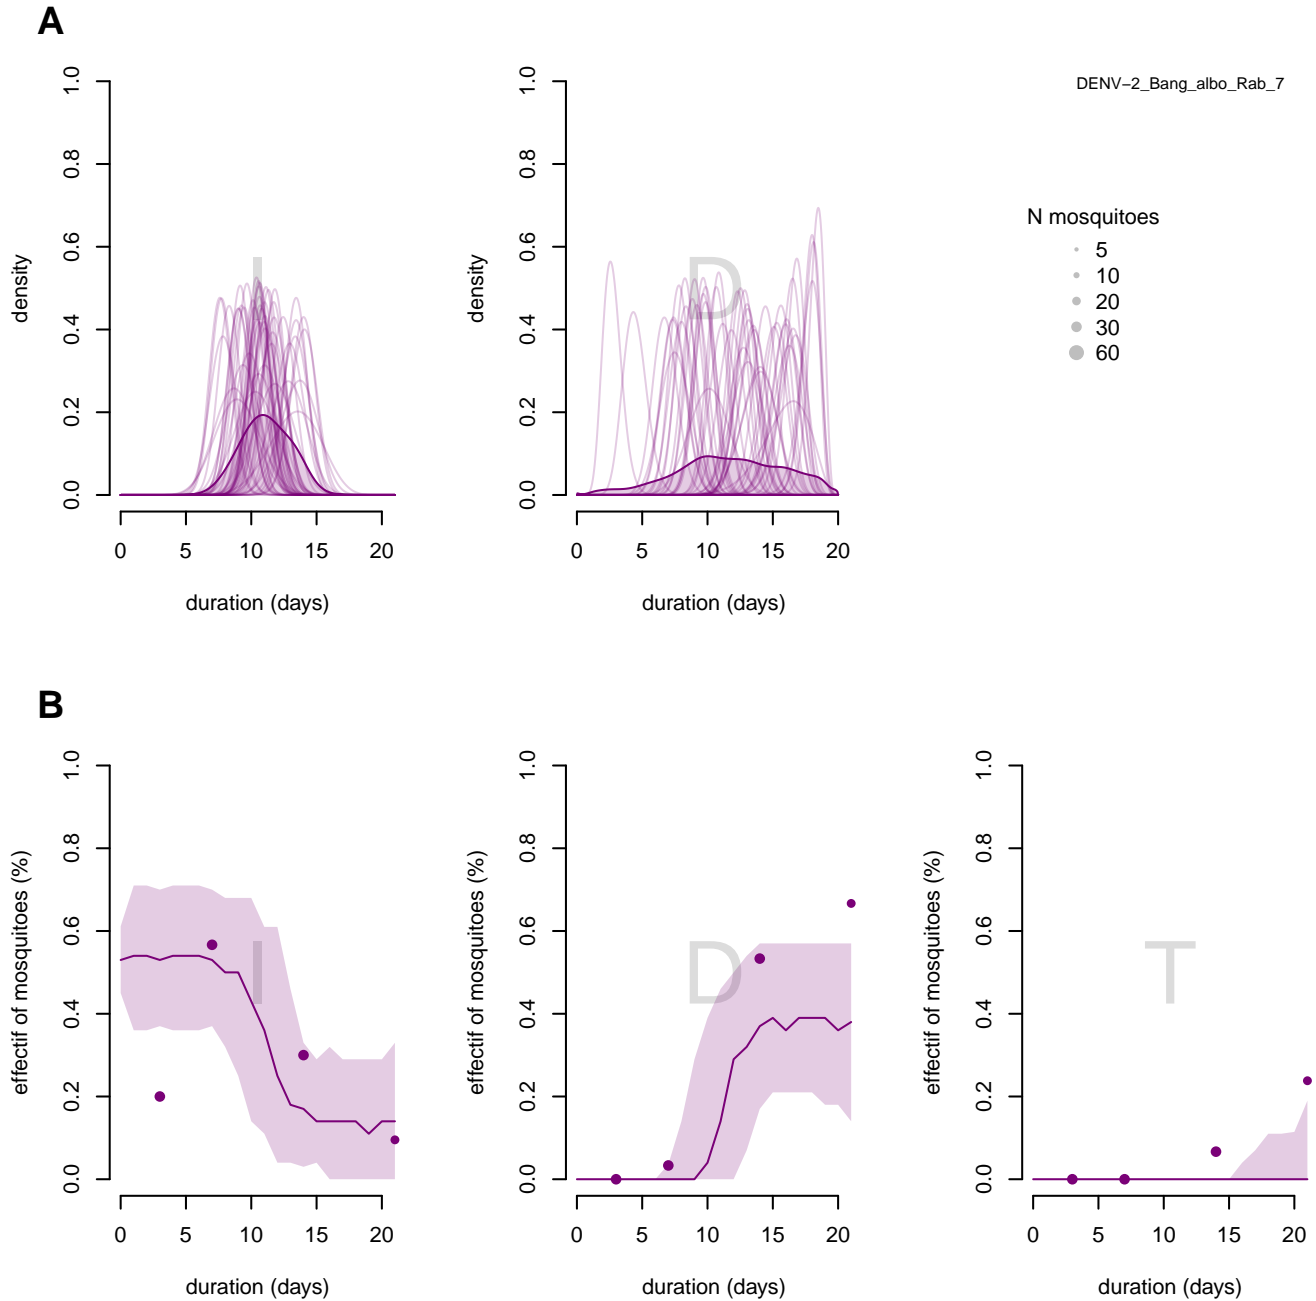 A
DENV−2_Bang_albo_Rab_7
density
0.0 0.2 0.4 0.6 0.8 1.0
I
0 5 10 15 20
duration (days)
density
0.0 0.2 0.4 0.6 0.8 1.0
D
0 5 10 15 20
duration (days)
N mosquitoes
5
10
20
30
60
B
effectif of mosquitoes (%)
0.0 0.2 0.4 0.6 0.8 1.0
I
0 5 10 15 20
duration (days)
effectif of mosquitoes (%)
0.0 0.2 0.4 0.6 0.8 1.0
D
0 5 10 15 20
duration (days)
effectif of mosquitoes (%)
0.0 0.2 0.4 0.6 0.8 1.0
T
0 5 10 15 20
duration (days)